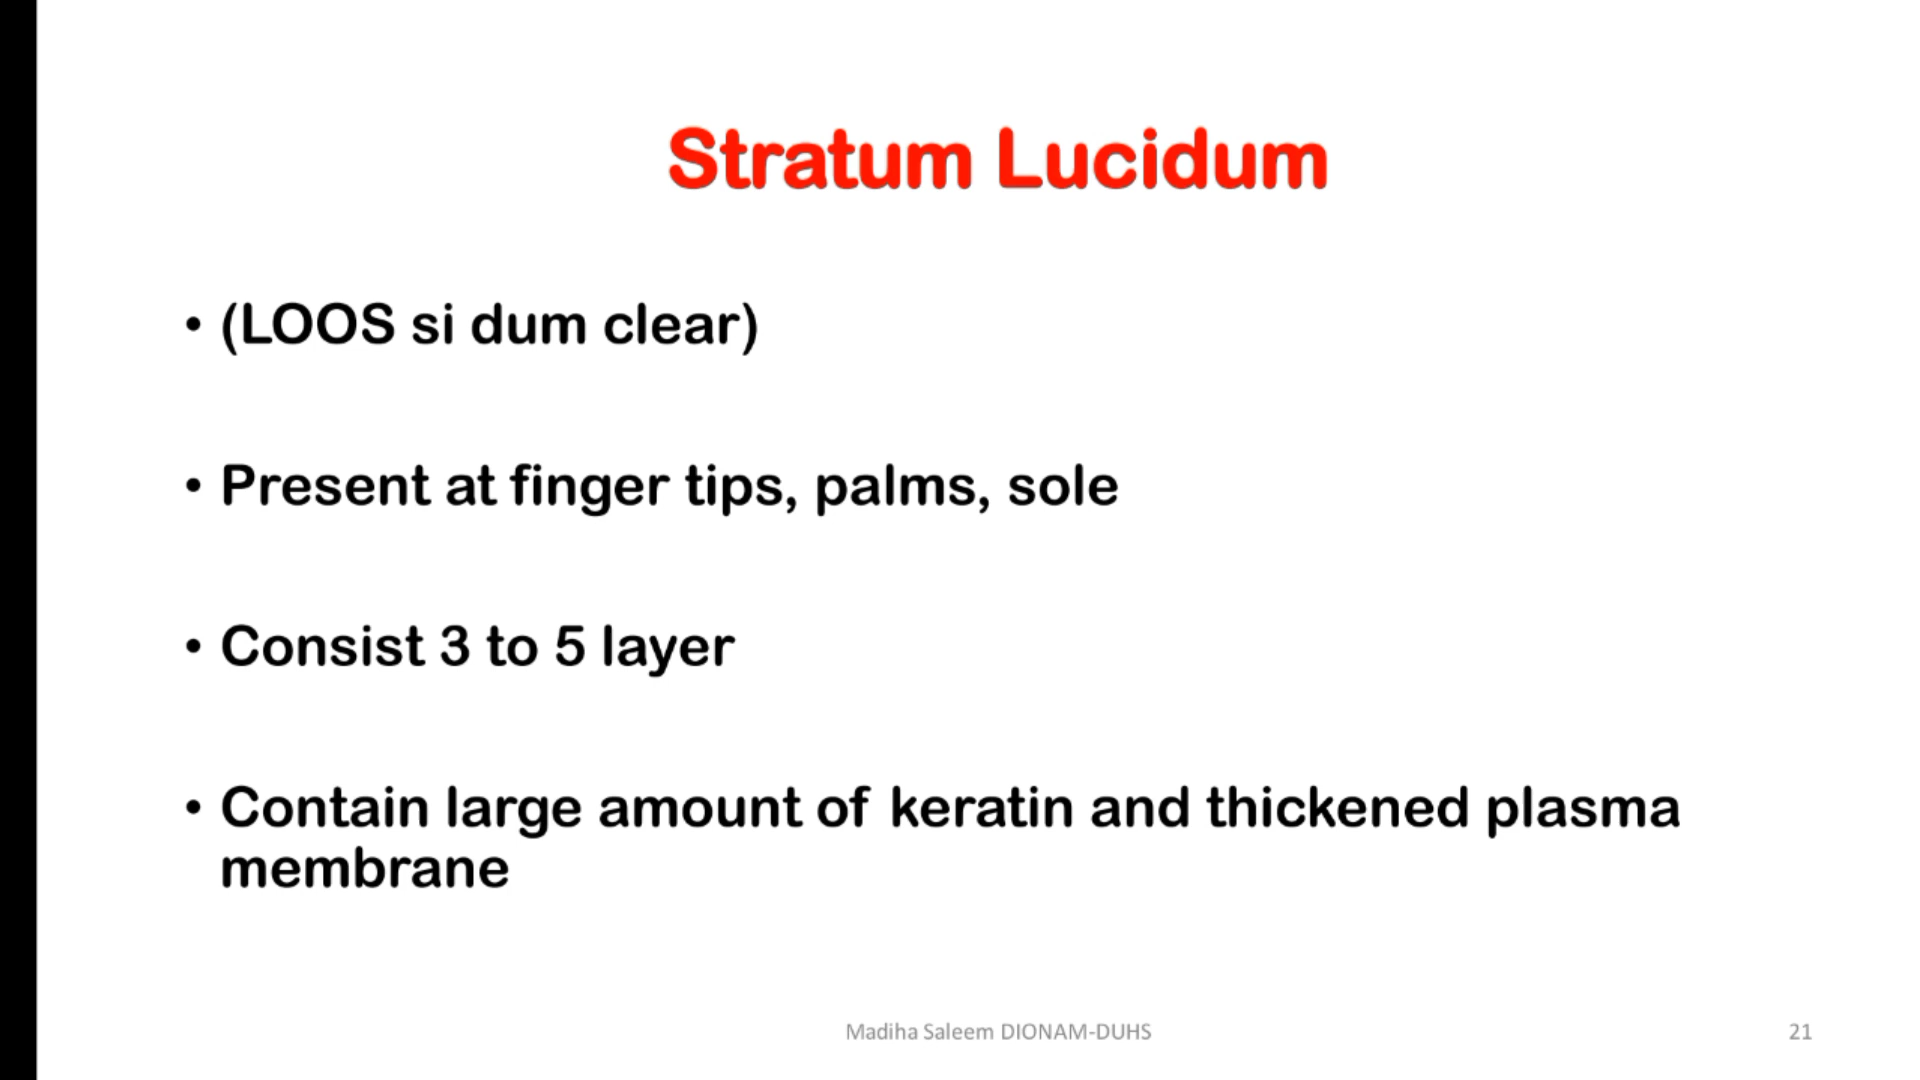 Stratum Lucidum
• (LOOS si dum clear)
• Present at finger tips, palms, sole
• Consist 3 to 5 layer
• Contain large amount of keratin and thickened plasma
membrane
Madiha Saleem DIONAM-DUHS
21